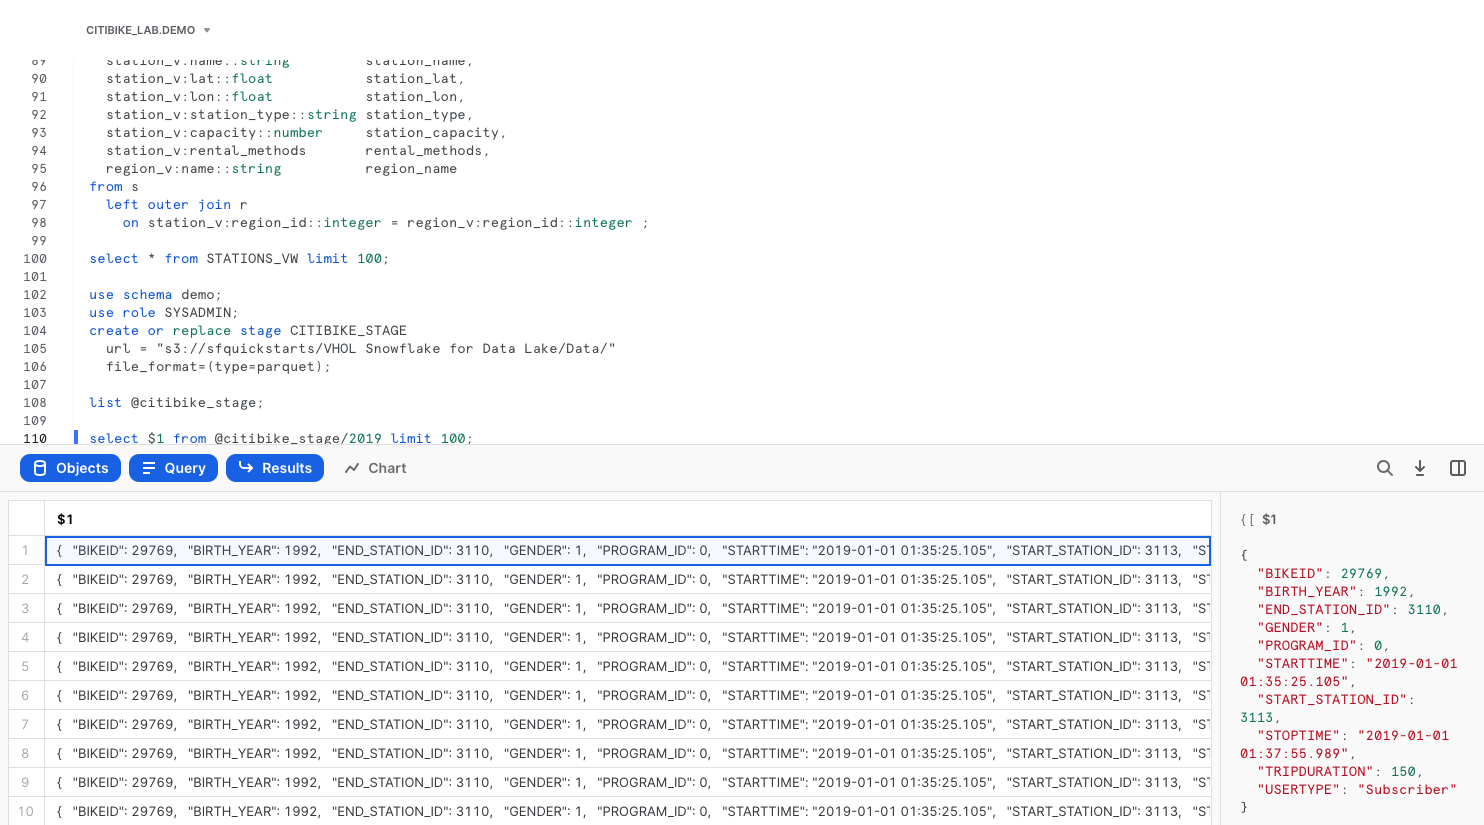 CITIBIKE_LAB.DEMO
89 station_v:name::string station_name,
90 station_v:lat::float station_lat,
91 station_v:lon::float station_lon,
92 station_v:station_type::string station_type,
93 station_v:capacity::number station_capacity,
94 station_v:rental_methods rental_methods,
95 region_v:name::string region_name
96 from s
97 left outer join r
98 on station_v:region_id::integer = region_v:region_id::integer ;
99
100 select * from STATIONS_VW limit 100;
101
102 use schema demo;
103 use role SYSADMIN;
104 create or replace stage CITIBIKE_STAGE
105 url = "s3://sfquickstarts/VHOL Snowflake for Data Lake/Data/"
106 file_format=(type=parquet);
107
108 list @citibike_stage;
109
110 select $1 from @citibike_stage/2019 limit 100;
Objects Query Results Chart
$1
1 { "BIKEID": 29769, "BIRTH_YEAR": 1992, "END_STATION_ID": 3110, "GENDER": 1, "PROGRAM_ID": 0, "STARTTIME": "2019-01-01 01:35:25.105", "START_STATION_ID": 3113, "ST
2 { "BIKEID": 29769, "BIRTH_YEAR": 1992, "END_STATION_ID": 3110, "GENDER": 1, "PROGRAM_ID": 0, "STARTTIME": "2019-01-01 01:35:25.105", "START_STATION_ID": 3113, "ST
3 { "BIKEID": 29769, "BIRTH_YEAR": 1992, "END_STATION_ID": 3110, "GENDER": 1, "PROGRAM_ID": 0, "STARTTIME": "2019-01-01 01:35:25.105", "START_STATION_ID": 3113, "ST
4 { "BIKEID": 29769, "BIRTH_YEAR": 1992, "END_STATION_ID": 3110, "GENDER": 1, "PROGRAM_ID": 0, "STARTTIME": "2019-01-01 01:35:25.105", "START_STATION_ID": 3113, "ST
5 { "BIKEID": 29769, "BIRTH_YEAR": 1992, "END_STATION_ID": 3110, "GENDER": 1, "PROGRAM_ID": 0, "STARTTIME": "2019-01-01 01:35:25.105", "START_STATION_ID": 3113, "ST
6 { "BIKEID": 29769, "BIRTH_YEAR": 1992, "END_STATION_ID": 3110, "GENDER": 1, "PROGRAM_ID": 0, "STARTTIME": "2019-01-01 01:35:25.105", "START_STATION_ID": 3113, "ST
7 { "BIKEID": 29769, "BIRTH_YEAR": 1992, "END_STATION_ID": 3110, "GENDER": 1, "PROGRAM_ID": 0, "STARTTIME": "2019-01-01 01:35:25.105", "START_STATION_ID": 3113, "ST
8 { "BIKEID": 29769, "BIRTH_YEAR": 1992, "END_STATION_ID": 3110, "GENDER": 1, "PROGRAM_ID": 0, "STARTTIME": "2019-01-01 01:35:25.105", "START_STATION_ID": 3113, "ST
9 { "BIKEID": 29769, "BIRTH_YEAR": 1992, "END_STATION_ID": 3110, "GENDER": 1, "PROGRAM_ID": 0, "STARTTIME": "2019-01-01 01:35:25.105", "START_STATION_ID": 3113, "ST
10 { "BIKEID": 29769, "BIRTH_YEAR": 1992, "END_STATION_ID": 3110, "GENDER": 1, "PROGRAM_ID": 0, "STARTTIME": "2019-01-01 01:35:25.105", "START_STATION_ID": 3113, "ST
{[ $1
{
"BIKEID": 29769,
"BIRTH_YEAR": 1992,
"END_STATION_ID": 3110,
"GENDER": 1,
"PROGRAM_ID": 0,
"STARTTIME": "2019-01-01
01:35:25.105",
"START_STATION_ID":
3113,
"STOPTIME": "2019-01-01
01:37:55.989",
"TRIPDURATION": 150,
"USERTYPE": "Subscriber"
}